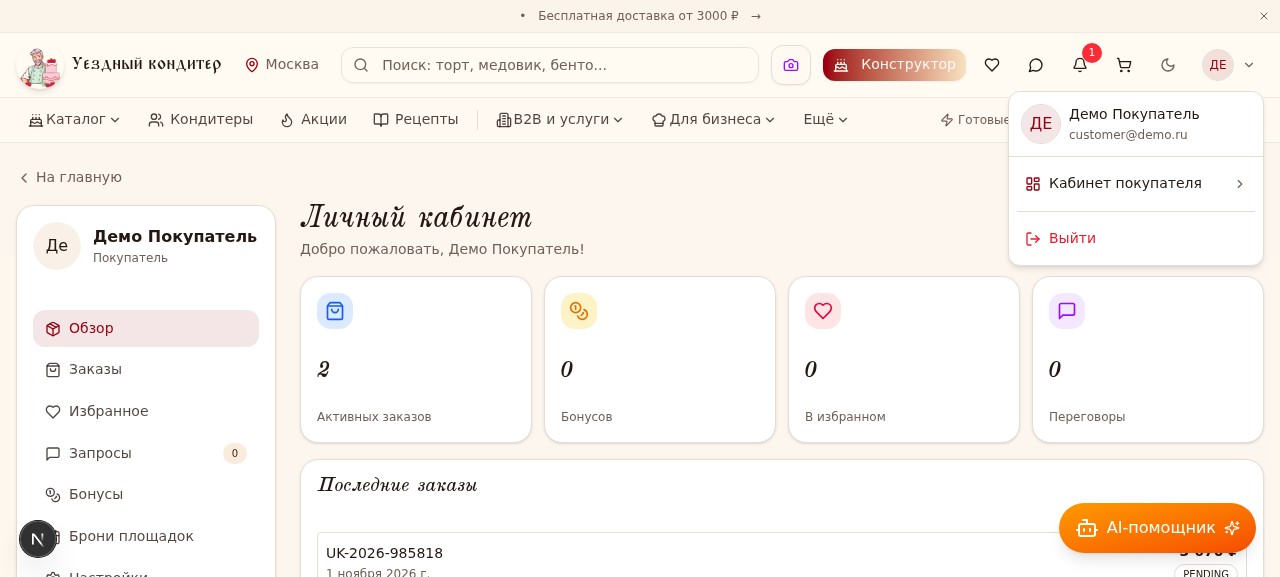 • Бесплатная доставка от 3000 ₽ →
Уездный кондитер
Москва
Поиск: торт, медовик, бенто...
Конструктор
1
ДЕ
Каталог
Кондитеры
Акции
Рецепты
B2B и услуги
Для бизнеса
Ещё
Готовые
ДЕ
Демо Покупатель
customer@demo.ru
Кабинет покупателя
Выйти
На главную
Де
Демо Покупатель
Покупатель
Обзор
Заказы
Избранное
Запросы
0
Бонусы
Брони площадок
Настройки
N
Личный кабинет
Добро пожаловать, Демо Покупатель!
2
Активных заказов
0
Бонусов
0
В избранном
0
Переговоры
Последние заказы
UK-2026-985818
1 ноября 2026 г.
PENDING
AI-помощник